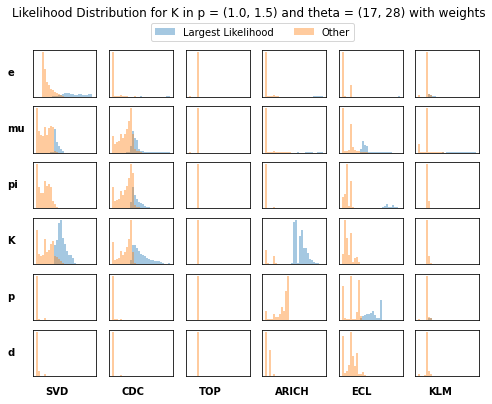 Likelihood Distribution for K in p = (1.0, 1.5) and theta = (17, 28) with weights
Largest Likelihood Other
e
mu
pi
K
p
d
SVD CDC TOP ARICH ECL KLM